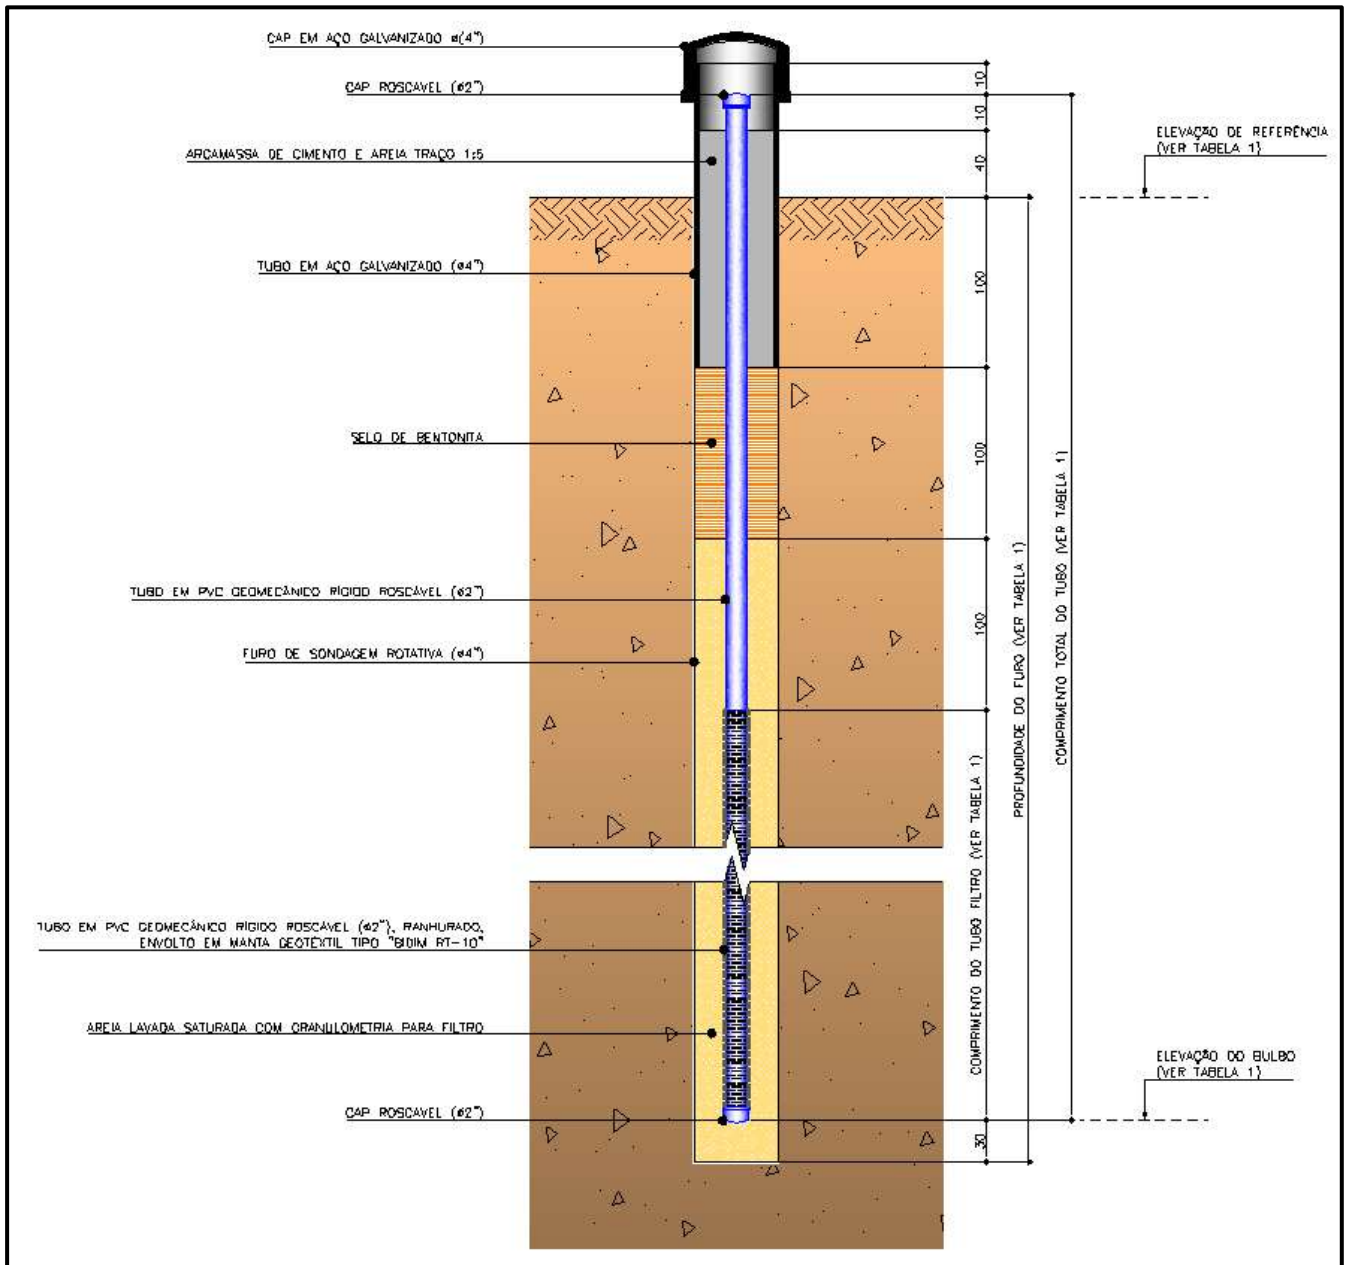 CAP EM AÇO GALVANIZADO ø(4")
CAP ROSCAVEL (ø2")
ARGAMASSA DE CIMENTO E AREIA TRAÇO 1:5
TUBO EM AÇO GALVANIZADO (ø4")
SELO DE BENTONITA
TUBO EM PVC GEOMECÂNICO RÍGIDO ROSCÁVEL (ø2")
FURO DE SONDAGEM ROTATIVA (ø4")
TUBO EM PVC GEOMECÂNICO RÍGIDO ROSCÁVEL (ø2"), RANHURADO,
ENVOLTO EM MANTA GEOTÊXTIL TIPO "BIDIM RT-10"
AREIA LAVADA SATURADA COM GRANULOMETRIA PARA FILTRO
CAP ROSCAVEL (ø2")
10
10
40
100
100
100
30
COMPRIMENTO DO TUBO FILTRO (VER TABELA 1)
PROFUNDIDADE DO FURO (VER TABELA 1)
COMPRIMENTO TOTAL DO TUBO (VER TABELA 1)
ELEVAÇÃO DE REFERÊNCIA
(VER TABELA 1)
ELEVAÇÃO DO BULBO
(VER TABELA 1)